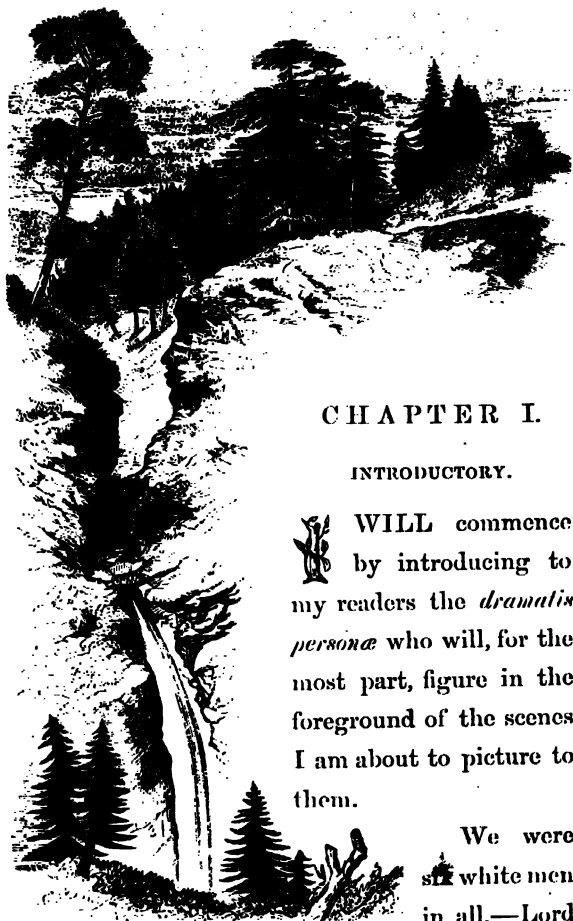 CHAPTER I.
INTRODUCTORY.
I WILL commence
by introducing to
my readers the dramatis
personæ who will, for the
most part, figure in the
foreground of the scenes
I am about to picture to
them.
We were
six white men
in all,—Lord